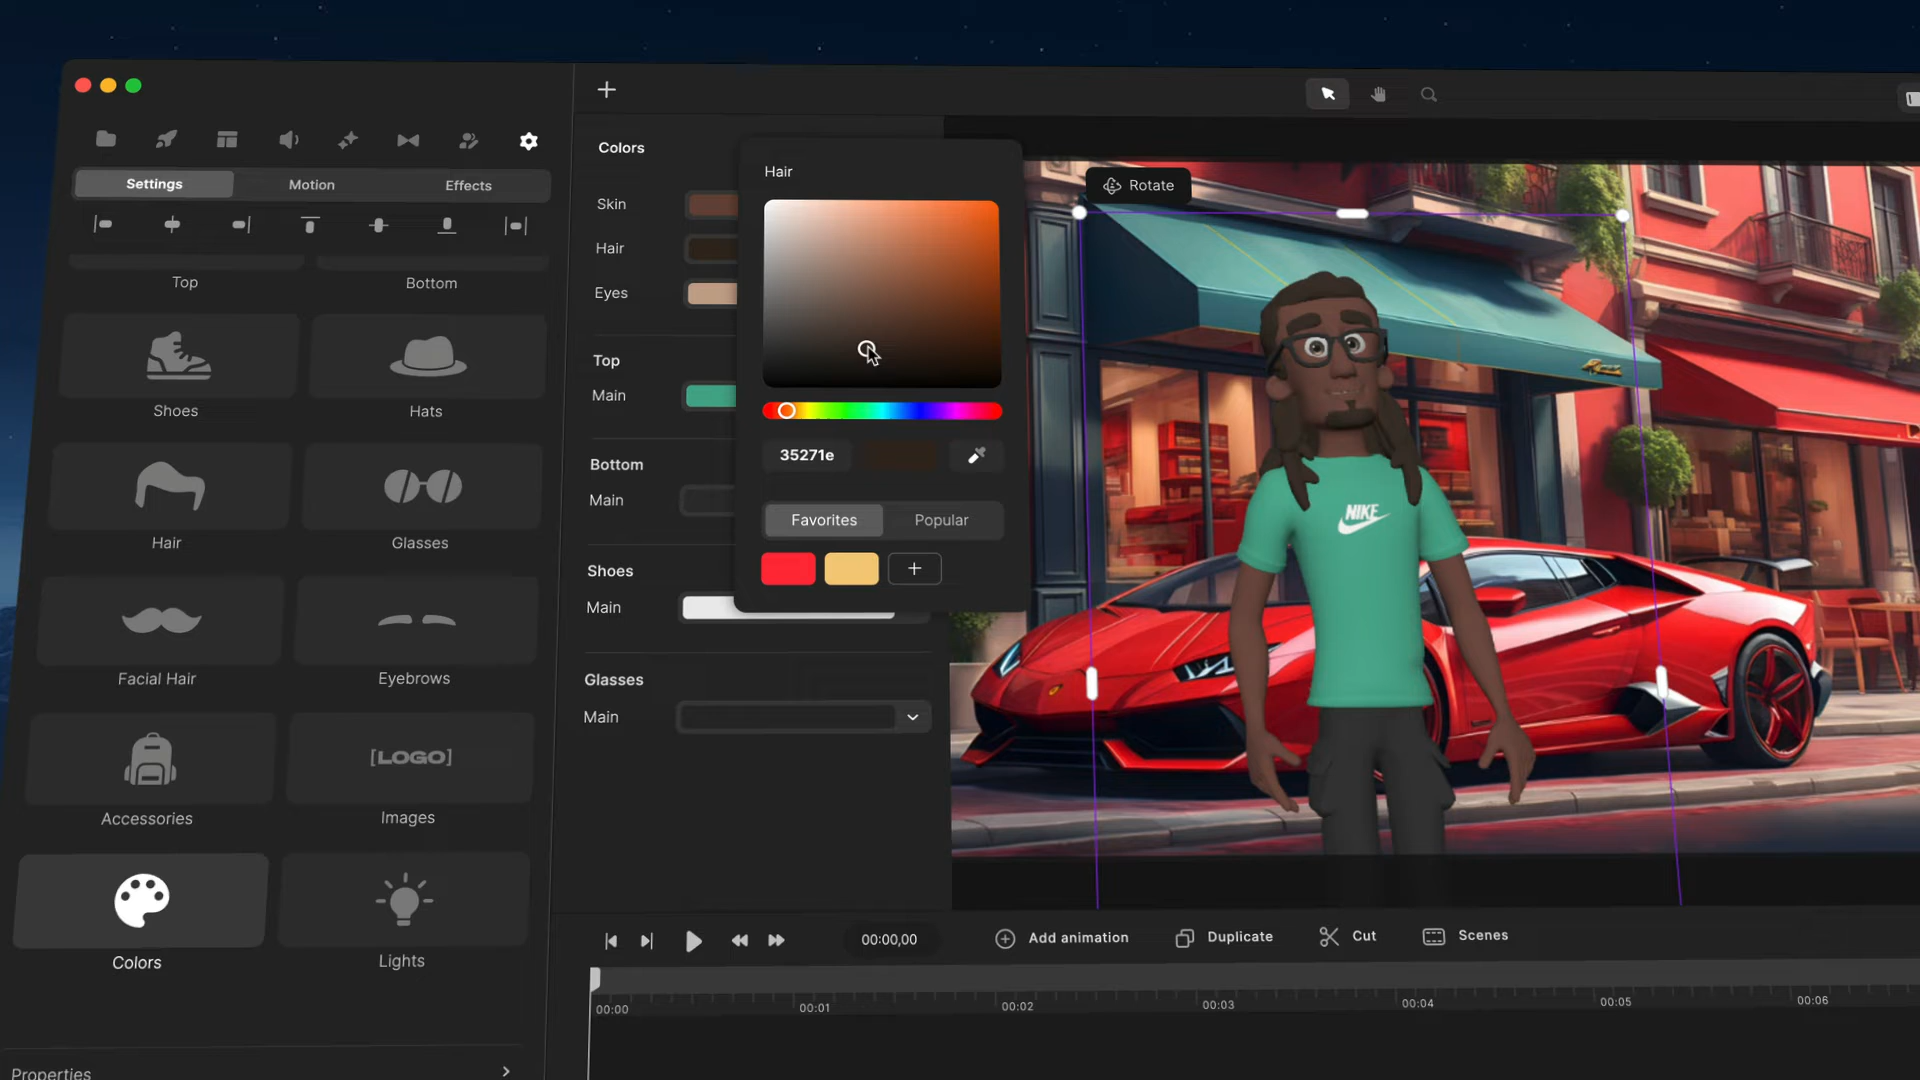 Settings
Motion
Effects
Top
Bottom
Shoes
Hats
Hair
Glasses
Facial Hair
Eyebrows
Accessories
[LOGO]
Images
Colors
Lights
Properties
Colors
Skin
Hair
Eyes
Top
Main
Bottom
Main
Shoes
Main
Glasses
Main
Hair
35271e
Favorites
Popular
Rotate
NIKE
00:00,00
Add animation
Duplicate
Cut
Scenes
00:00
00:01
00:02
00:03
00:04
00:05
00:06